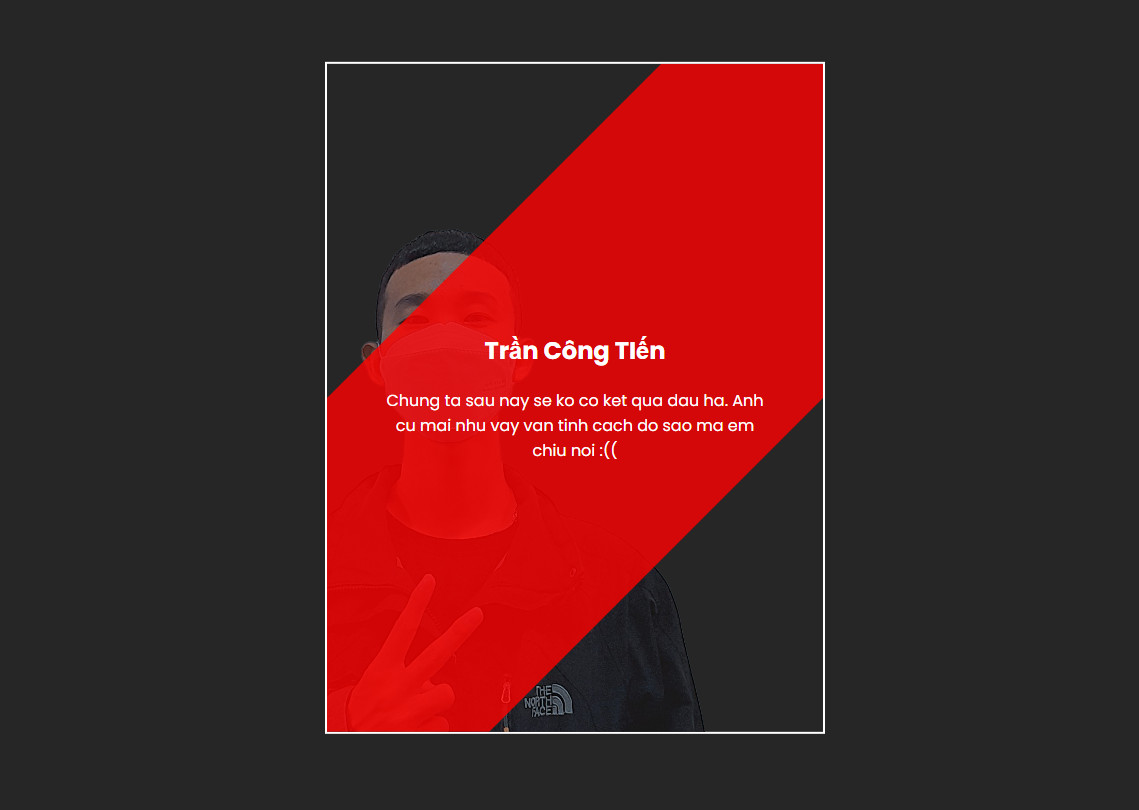 Trần Công TIến
Chung ta sau nay se ko co ket qua dau ha. Anh
cu mai nhu vay van tinh cach do sao ma em
chiu noi :((
THE
NORTH
FACE